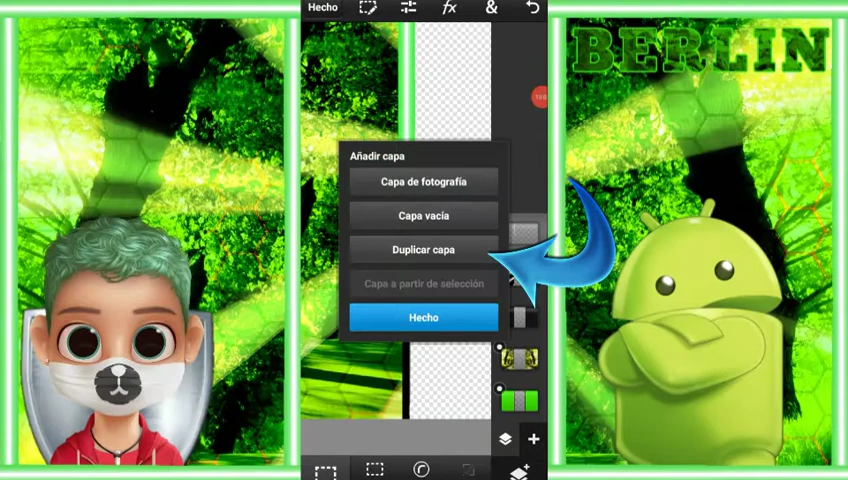 Hecho
fx
&
BERLIN
Añadir capa
Capa de fotografía
Capa vacía
Duplicar capa
Capa a partir de selección
Hecho